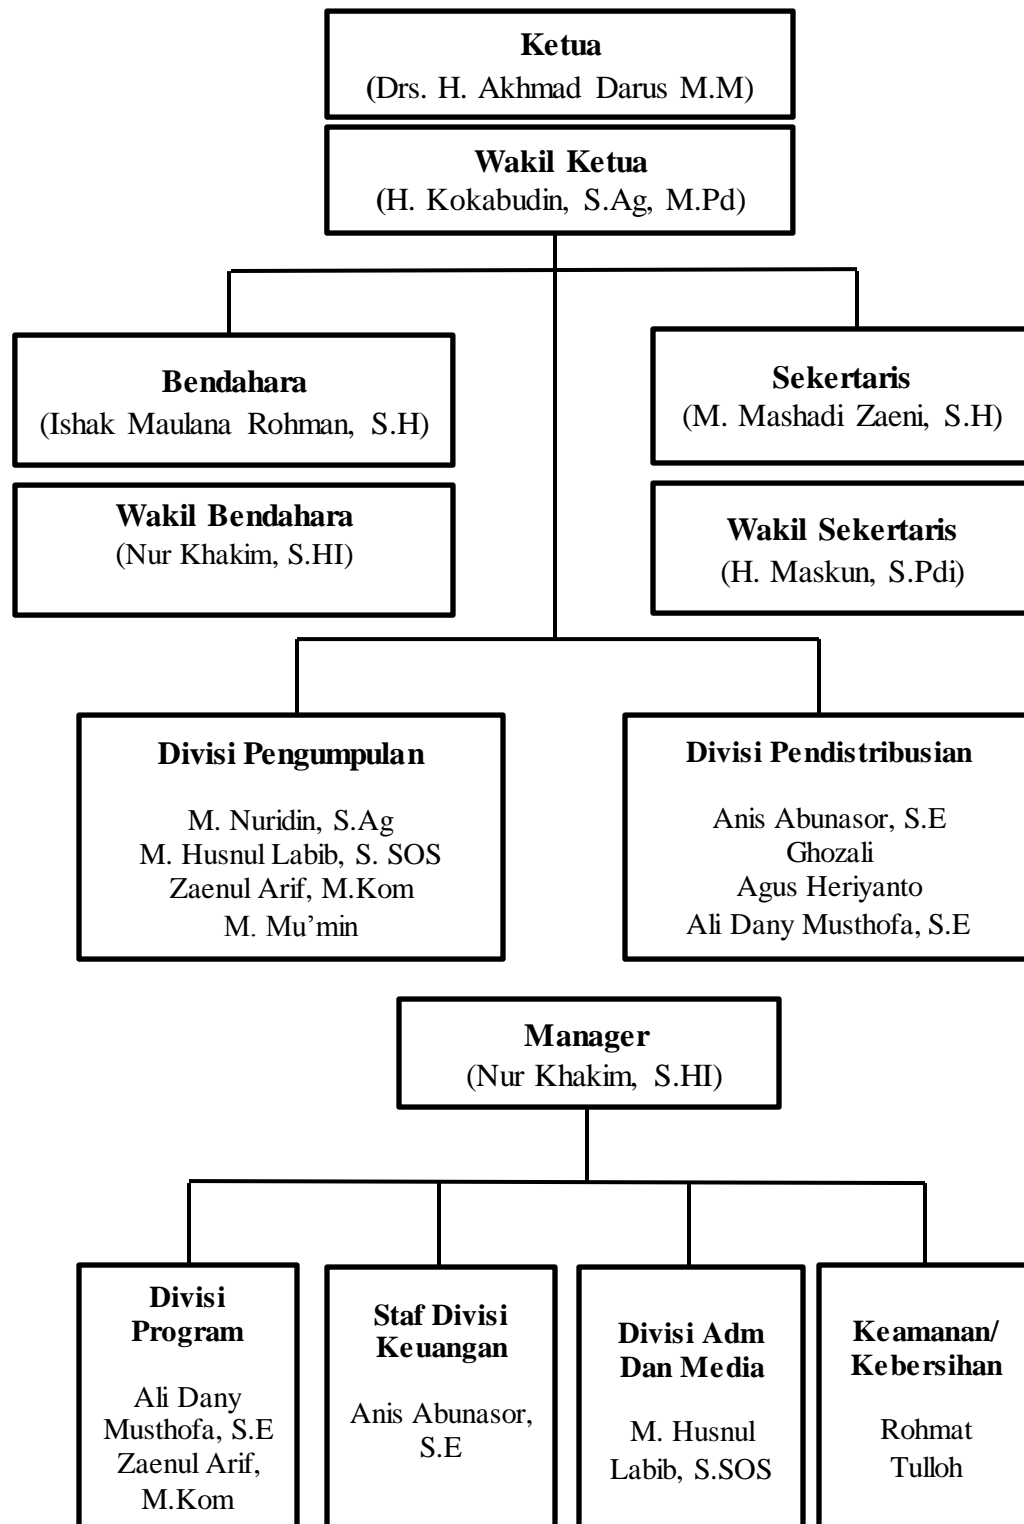 Ketua
(Drs. H. Akhmad Darus M.M)
Wakil Ketua
(H. Kokabudin, S.Ag, M.Pd)
Bendahara
(Ishak Maulana Rohman, S.H)
Sekertaris
(M. Mashadi Zaeni, S.H)
Wakil Bendahara
(Nur Khakim, S.HI)
Wakil Sekertaris
(H. Maskun, S.Pdi)
Divisi Pengumpulan
M. Nuridin, S.Ag
M. Husnul Labib, S. SOS
Zaenul Arif, M.Kom
M. Mu’min
Divisi Pendistribusian
Anis Abunasor, S.E
Ghozali
Agus Heriyanto
Ali Dany Musthofa, S.E
Manager
(Nur Khakim, S.HI)
Divisi
Program
Ali Dany
Musthofa, S.E
Zaenul Arif,
M.Kom
Staf Divisi
Keuangan
Anis Abunasor,
S.E
Divisi Adm
Dan Media
M. Husnul
Labib, S.SOS
Keamanan/
Kebersihan
Rohmat
Tulloh